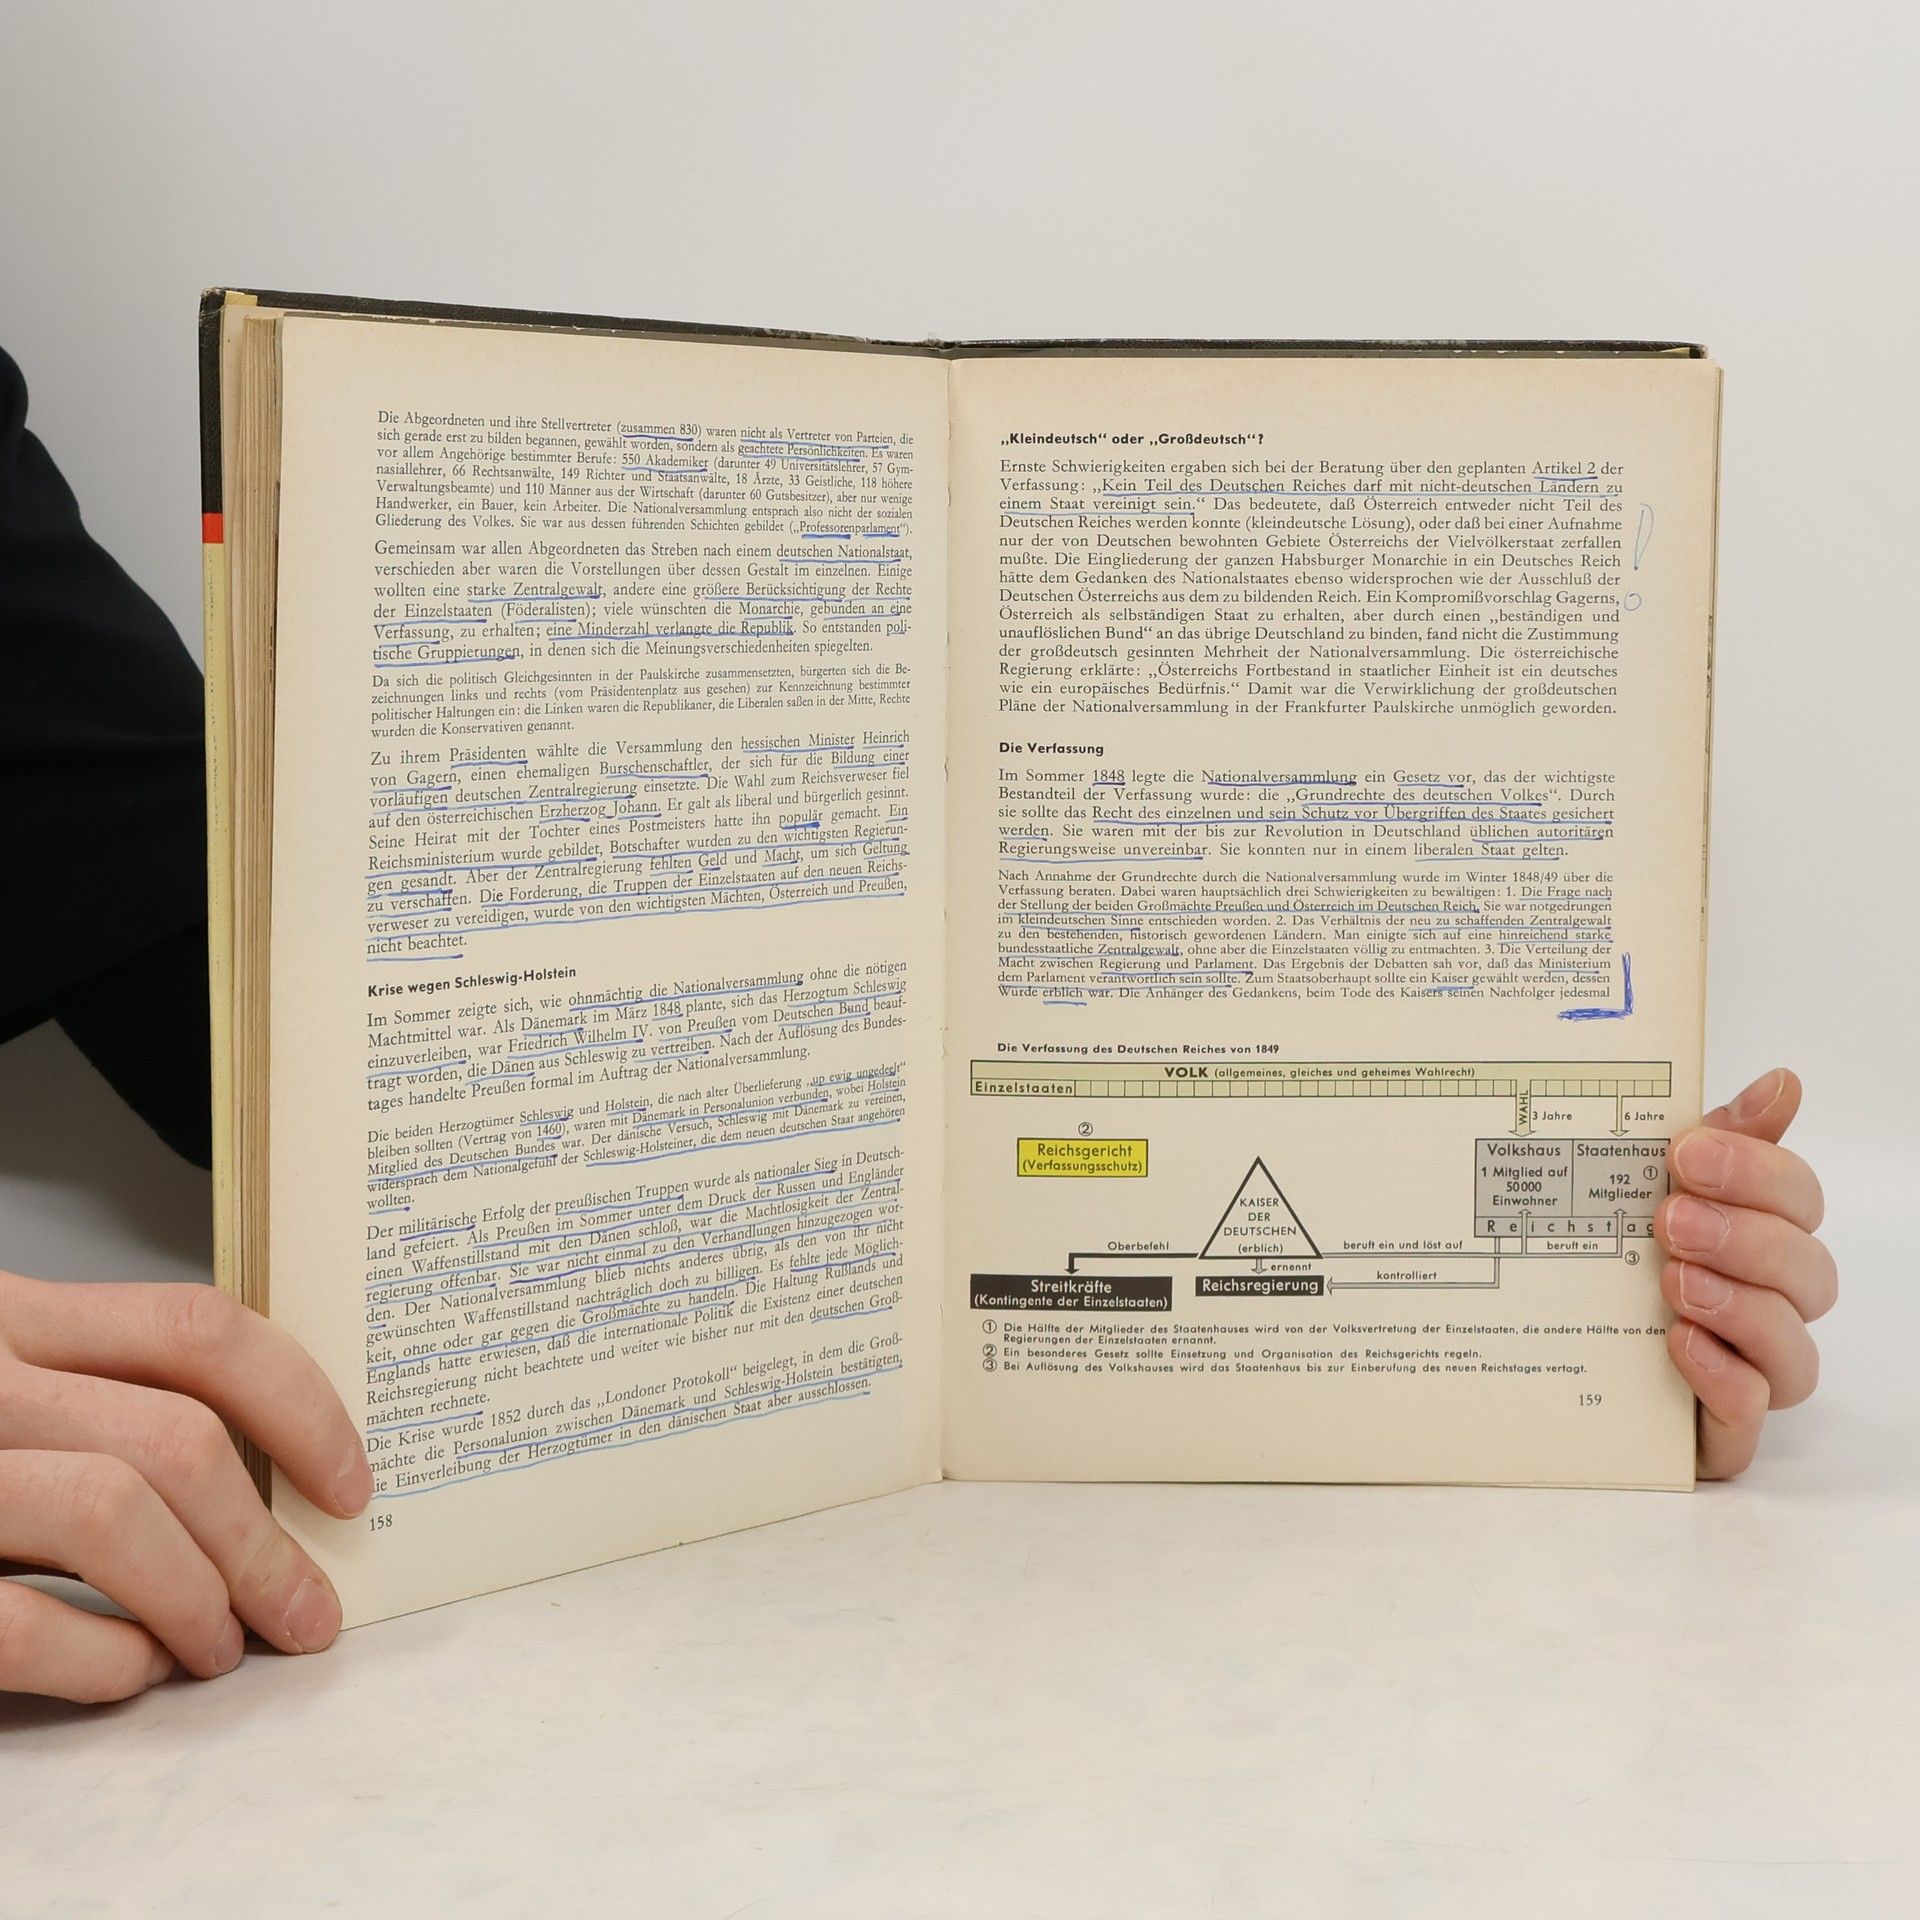 Die Abgeordneten und ihre Stellvertreter (zusammen 830) waren nicht als Vertreter von Parteien, die
sich gerade erst zu bilden begannen, gewählt worden, sondern als geachtete Persönlichkeiten. Es waren
vor allem Angehörige bestimmter Berufe: 550 Akademiker (darunter 49 Universitätslehrer, 57 Gym-
nasiallehrer, 66 Rechtsanwälte, 149 Richter und Staatsanwälte, 18 Ärzte, 33 Geistliche, 118 höhere
Verwaltungsbeamte) und 110 Männer aus der Wirtschaft (darunter 60 Gutsbesitzer), aber nur wenige
Handwerker, ein Bauer, kein Arbeiter. Die Nationalversammlung entsprach also nicht der sozialen
Gliederung des Volkes. Sie war aus dessen führenden Schichten gebildet („Professorenparlament“).
Gemeinsam war allen Abgeordneten das Streben nach einem deutschen Nationalstaat,
verschieden aber waren die Vorstellungen über dessen Gestalt im einzelnen. Einige
wollten eine starke Zentralgewalt, andere eine größere Berücksichtigung der Rechte
der Einzelstaaten (Föderalisten); viele wünschten die Monarchie, gebunden an eine
Verfassung, zu erhalten; eine Minderzahl verlangte die Republik. So entstanden poli-
tische Gruppierungen, in denen sich die Meinungsverschiedenheiten spiegelten.
Da sich die politisch Gleichgesinnten in der Paulskirche zusammensetzten, bürgerten sich die Be-
zeichnungen links und rechts (vom Präsidentenplatz aus gesehen) zur Kennzeichnung bestimmter
politischer Haltungen ein: die Linken waren die Republikaner, die Liberalen saßen in der Mitte, Rechte
wurden die Konservativen genannt.
Zu ihrem Präsidenten wählte die Versammlung den hessischen Minister Heinrich
von Gagern, einen ehemaligen Burschenschaftler, der sich für die Bildung einer
vorläufigen deutschen Zentralregierung einsetzte. Die Wahl zum Reichsverweser fiel
auf den österreichischen Erzherzog Johann. Er galt als liberal und bürgerlich gesinnt.
Seine Heirat mit der Tochter eines Postmeisters hatte ihn populär gemacht. Ein
Reichsministerium wurde gebildet, Botschafter wurden zu den wichtigsten Regierun-
gen gesandt. Aber der Zentralregierung fehlten Geld und Macht, um sich Geltung
zu verschaffen. Die Forderung, die Truppen der Einzelstaaten auf den neuen Reichs-
verweser zu vereidigen, wurde von den wichtigsten Mächten, Österreich und Preußen,
nicht beachtet.
Krise wegen Schleswig-Holstein
Im Sommer zeigte sich, wie ohnmächtig die Nationalversammlung ohne die nötigen
Machtmittel war. Als Dänemark im März 1848 plante, sich das Herzogtum Schleswig
einzuverleiben, war Friedrich Wilhelm IV. von Preußen vom Deutschen Bund beauf-
tragt worden, die Dänen aus Schleswig zu vertreiben. Nach der Auflösung des Bundes-
tages handelte Preußen formal im Auftrag der Nationalversammlung.
Die beiden Herzogtümer Schleswig und Holstein, die nach alter Überlieferung „up ewig ungedeelt“
bleiben sollten (Vertrag von 1460), waren mit Dänemark in Personalunion verbunden, wobei Holstein
Mitglied des Deutschen Bundes war. Der dänische Versuch, Schleswig mit Dänemark zu vereinen,
widersprach dem Nationalgefühl der Schleswig-Holsteiner, die dem neuen deutschen Staat angehören
wollten.
Der militärische Erfolg der preußischen Truppen wurde als nationaler Sieg in Deutsch-
land gefeiert. Als Preußen im Sommer unter dem Druck der Russen und Engländer
einen Waffenstillstand mit den Dänen schloß, war die Machtlosigkeit der Zentral-
regierung offenbar. Sie war nicht einmal zu den Verhandlungen hinzugezogen wor-
den. Der Nationalversammlung blieb nichts anderes übrig, als den von ihr nicht
gewünschten Waffenstillstand nachträglich doch zu billigen. Es fehlte jede Möglich-
keit, ohne oder gar gegen die Großmächte zu handeln. Die Haltung Rußlands und
Englands hatte erwiesen, daß die internationale Politik die Existenz einer deutschen
Reichsregierung nicht beachtete und weiter wie bisher nur mit den deutschen Groß-
mächten rechnete.
Die Krise wurde 1852 durch das „Londoner Protokoll“ beigelegt, in dem die Groß-
mächte die Personalunion zwischen Dänemark und Schleswig-Holstein bestätigten,
ie Einverleibung der Herzogtümer in den dänischen Staat aber ausschlossen.
158
„Kleindeutsch“ oder „Großdeutsch“?
Ernste Schwierigkeiten ergaben sich bei der Beratung über den geplanten Artikel 2 der
Verfassung: „Kein Teil des Deutschen Reiches darf mit nicht-deutschen Ländern zu
einem Staat vereinigt sein.“ Das bedeutete, daß Österreich entweder nicht Teil des
Deutschen Reiches werden konnte (kleindeutsche Lösung), oder daß bei einer Aufnahme
nur der von Deutschen bewohnten Gebiete Österreichs der Vielvölkerstaat zerfallen
mußte. Die Eingliederung der ganzen Habsburger Monarchie in ein Deutsches Reich
hätte dem Gedanken des Nationalstaates ebenso widersprochen wie der Ausschluß der
Deutschen Österreichs aus dem zu bildenden Reich. Ein Kompromißvorschlag Gagerns,
Österreich als selbständigen Staat zu erhalten, aber durch einen „beständigen und
unauflöslichen Bund“ an das übrige Deutschland zu binden, fand nicht die Zustimmung
der großdeutsch gesinnten Mehrheit der Nationalversammlung. Die österreichische
Regierung erklärte: „Österreichs Fortbestand in staatlicher Einheit ist ein deutsches
wie ein europäisches Bedürfnis.“ Damit war die Verwirklichung der großdeutschen
Pläne der Nationalversammlung in der Frankfurter Paulskirche unmöglich geworden.
Die Verfassung
Im Sommer 1848 legte die Nationalversammlung ein Gesetz vor, das der wichtigste
Bestandteil der Verfassung wurde: die „Grundrechte des deutschen Volkes“. Durch
sie sollte das Recht des einzelnen und sein Schutz vor Übergriffen des Staates gesichert
werden. Sie waren mit der bis zur Revolution in Deutschland üblichen autoritären
Regierungsweise unvereinbar. Sie konnten nur in einem liberalen Staat gelten.
Nach Annahme der Grundrechte durch die Nationalversammlung wurde im Winter 1848/49 über die
Verfassung beraten. Dabei waren hauptsächlich drei Schwierigkeiten zu bewältigen: 1. Die Frage nach
der Stellung der beiden Großmächte Preußen und Österreich im Deutschen Reich. Sie war notgedrungen
im kleindeutschen Sinne entschieden worden. 2. Das Verhältnis der neu zu schaffenden Zentralgewalt
zu den bestehenden, historisch gewordenen Ländern. Man einigte sich auf eine hinreichend starke
bundesstaatliche Zentralgewalt, ohne aber die Einzelstaaten völlig zu entmachten. 3. Die Verteilung der
Macht zwischen Regierung und Parlament. Das Ergebnis der Debatten sah vor, daß das Ministerium
dem Parlament verantwortlich sein sollte. Zum Staatsoberhaupt sollte ein Kaiser gewählt werden, dessen
Würde erblich war. Die Anhänger des Gedankens, beim Tode des Kaisers seinen Nachfolger jedesmal
Die Verfassung des Deutschen Reiches von 1849
VOLK (allgemeines, gleiches und geheimes Wahlrecht)
Einzelstaaten
WAHL
3 Jahre
6 Jahre
②
Reichsgericht
(Verfassungsschutz)
Volkshaus
1 Mitglied auf
50000
Einwohner
Staatenhaus
①
192
Mitglieder
Reichstag
KAISER
DER
DEUTSCHEN
(erblich)
Oberbefehl
beruft ein und löst auf
beruft ein
③
ernennt
kontrolliert
Streitkräfte
(Kontingente der Einzelstaaten)
Reichsregierung
① Die Hälfte der Mitglieder des Staatenhauses wird von der Volksvertretung der Einzelstaaten, die andere Hälfte von den
Regierungen der Einzelstaaten ernannt.
② Ein besonderes Gesetz sollte Einsetzung und Organisation des Reichsgerichts regeln.
③ Bei Auflösung des Volkshauses wird das Staatenhaus bis zur Einberufung des neuen Reichstages vertagt.
159